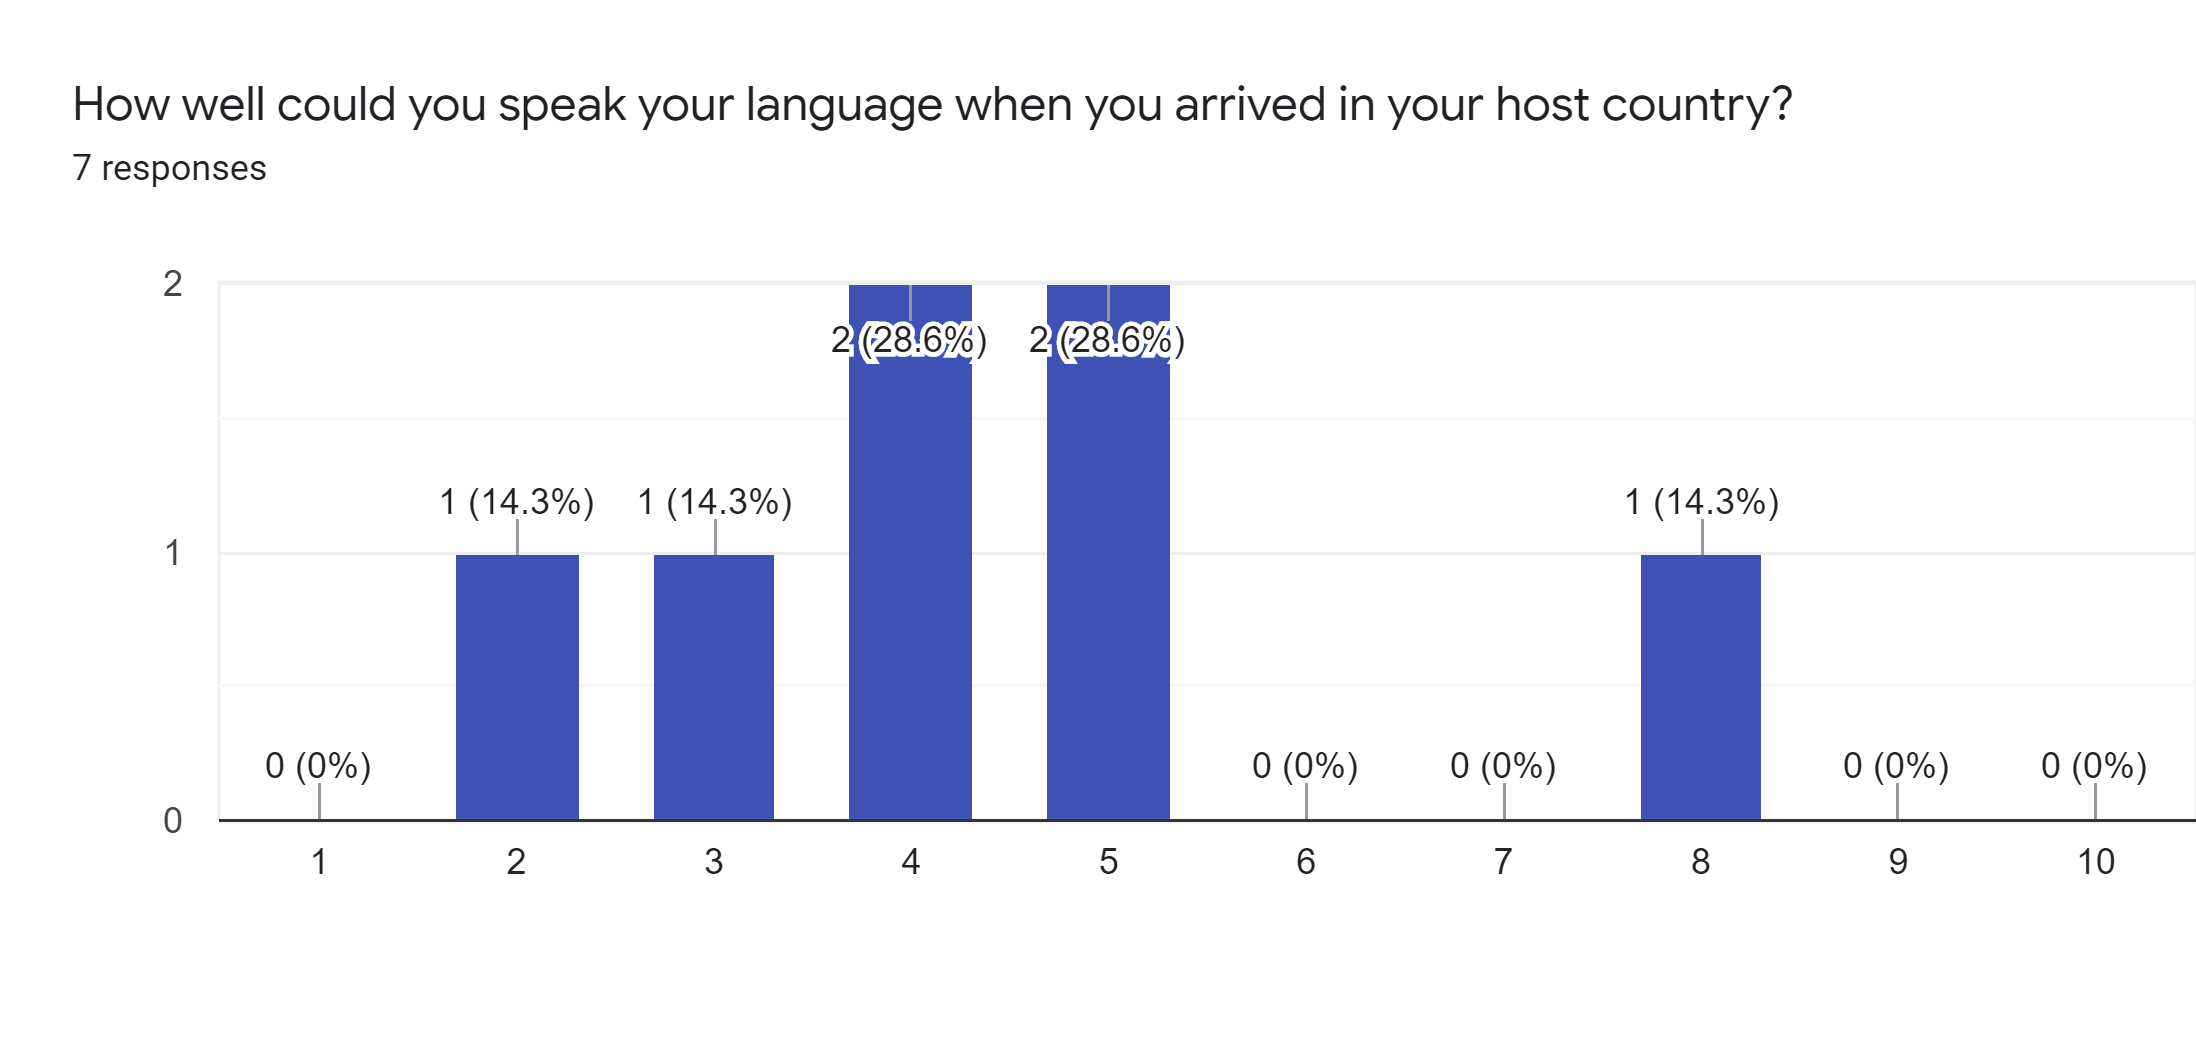 How well could you speak your language when you arrived in your host country?
7 responses
2
2 (28.6%) 2 (28.6%)
1 (14.3%) 1 (14.3%) 1 (14.3%)
1
0 (0%) 0 (0%) 0 (0%) 0 (0%) 0 (0%)
0
1 2 3 4 5 6 7 8 9 10